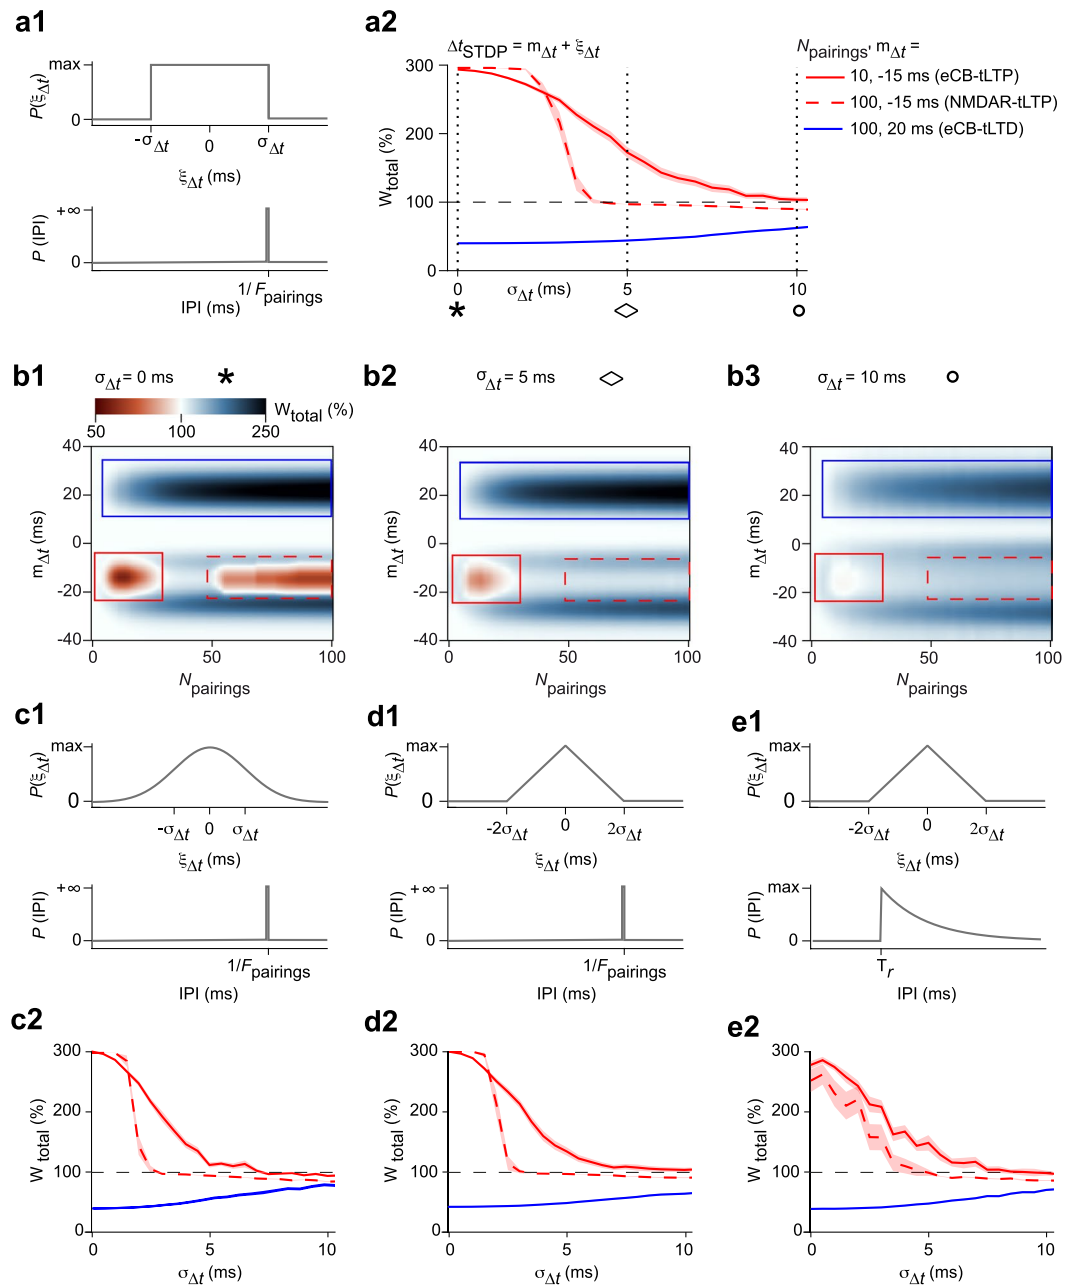 a1
max
0
P(ξΔt)
-σΔt
0
σΔt
ξΔt (ms)
+∞
0
P (IPI)
1/Fpairings
IPI (ms)
a2
ΔtSTDP = mΔt + ξΔt
300
200
100
0
Wtotal (%)
0
5
10
σΔt (ms)
Npairings, mΔt =
10, -15 ms (eCB-tLTP)
100, -15 ms (NMDAR-tLTP)
100, 20 ms (eCB-tLTD)
b1
σΔt = 0 ms
Wtotal (%)
50
100
250
40
20
0
-20
-40
mΔt (ms)
0
50
100
Npairings
b2
σΔt = 5 ms
40
20
0
-20
-40
mΔt (ms)
0
50
100
Npairings
b3
σΔt = 10 ms
40
20
0
-20
-40
mΔt (ms)
0
50
100
Npairings
c1
max
0
P(ξΔt)
-σΔt
0
σΔt
ξΔt (ms)
+∞
0
P (IPI)
1/Fpairings
IPI (ms)
d1
max
0
P(ξΔt)
-2σΔt
0
2σΔt
ξΔt (ms)
+∞
0
P (IPI)
1/Fpairings
IPI (ms)
e1
max
0
P(ξΔt)
-2σΔt
0
2σΔt
ξΔt (ms)
max
0
P (IPI)
Tr
IPI (ms)
c2
300
200
100
0
W total (%)
0
5
10
σΔt (ms)
d2
300
200
100
0
W total (%)
0
5
10
σΔt (ms)
e2
300
200
100
0
W total (%)
0
5
10
σΔt (ms)